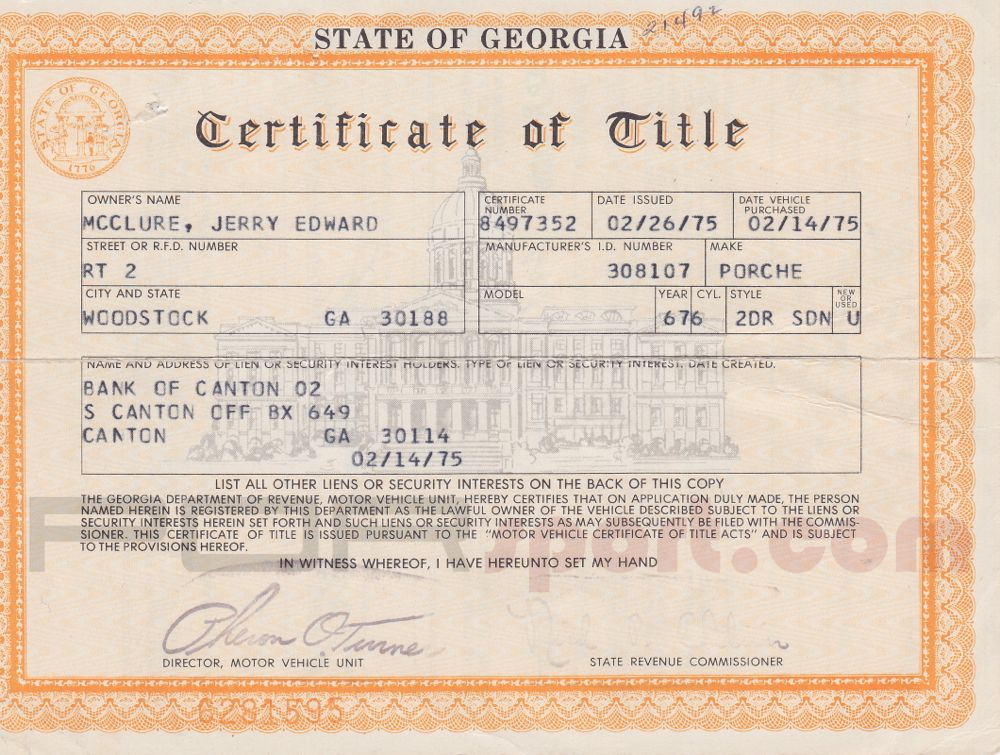 21492
STATE OF GEORGIA
STATE OF GEORGIA
1776
Certificate of Title
OWNER'S NAME
MCCLURE, JERRY EDWARD
CERTIFICATE NUMBER
8497352
DATE ISSUED
02/26/75
DATE VEHICLE PURCHASED
02/14/75
STREET OR R.F.D. NUMBER
RT 2
MANUFACTURER'S I.D. NUMBER
308107
MAKE
PORCHE
CITY AND STATE
WOODSTOCK GA 30188
MODEL
YEAR CYL.
676
STYLE
2DR SDN
NEW OR USED
U
NAME AND ADDRESS OF LIEN OR SECURITY INTEREST HOLDERS. TYPE OF LIEN OR SECURITY INTEREST. DATE CREATED.
BANK OF CANTON 02
S CANTON OFF BX 649
CANTON GA 30114
02/14/75
LIST ALL OTHER LIENS OR SECURITY INTERESTS ON THE BACK OF THIS COPY
THE GEORGIA DEPARTMENT OF REVENUE, MOTOR VEHICLE UNIT, HEREBY CERTIFIES THAT ON APPLICATION DULY MADE, THE PERSON
NAMED HEREIN IS REGISTERED BY THIS DEPARTMENT AS THE LAWFUL OWNER OF THE VEHICLE DESCRIBED SUBJECT TO THE LIENS OR
SECURITY INTERESTS HEREIN SET FORTH AND SUCH LIENS OR SECURITY INTERESTS AS MAY SUBSEQUENTLY BE FILED WITH THE COMMIS-
SIONER. THIS CERTIFICATE OF TITLE IS ISSUED PURSUANT TO THE "MOTOR VEHICLE CERTIFICATE OF TITLE ACTS" AND IS SUBJECT
TO THE PROVISIONS HEREOF.
sport.com
IN WITNESS WHEREOF, I HAVE HEREUNTO SET MY HAND
DIRECTOR, MOTOR VEHICLE UNIT
STATE REVENUE COMMISSIONER
6281595